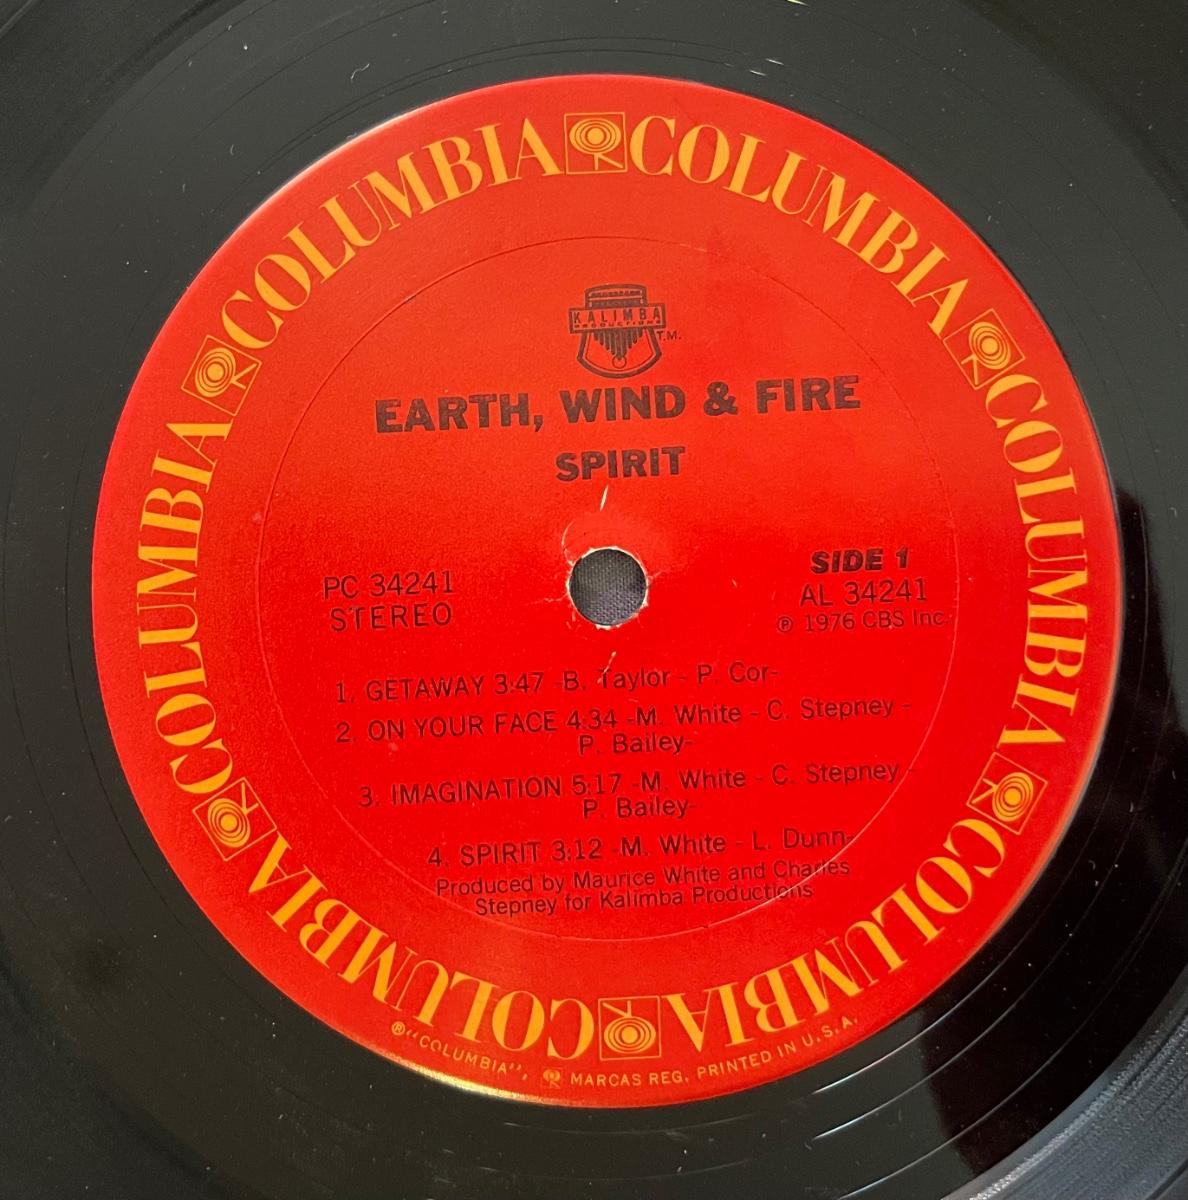 COLUMBIA COLUMBIA COLUMBIA COLUMBIA COLUMBIA COLUMBIA
KALIMBA
PRODUCTIONS
T.M.
EARTH, WIND & FIRE
SPIRIT
PC 34241
STEREO
SIDE 1
AL 34241
℗ 1976 CBS Inc.
1. GETAWAY 3:47 -B. Taylor - P. Cor-
2. ON YOUR FACE 4:34 -M. White - C. Stepney -
P. Bailey-
3. IMAGINATION 5:17 -M. White - C. Stepney -
P. Bailey-
4. SPIRIT 3:12 -M. White - L. Dunn-
Produced by Maurice White and Charles
Stepney for Kalimba Productions
®"COLUMBIA", MARCAS REG. PRINTED IN U.S.A.